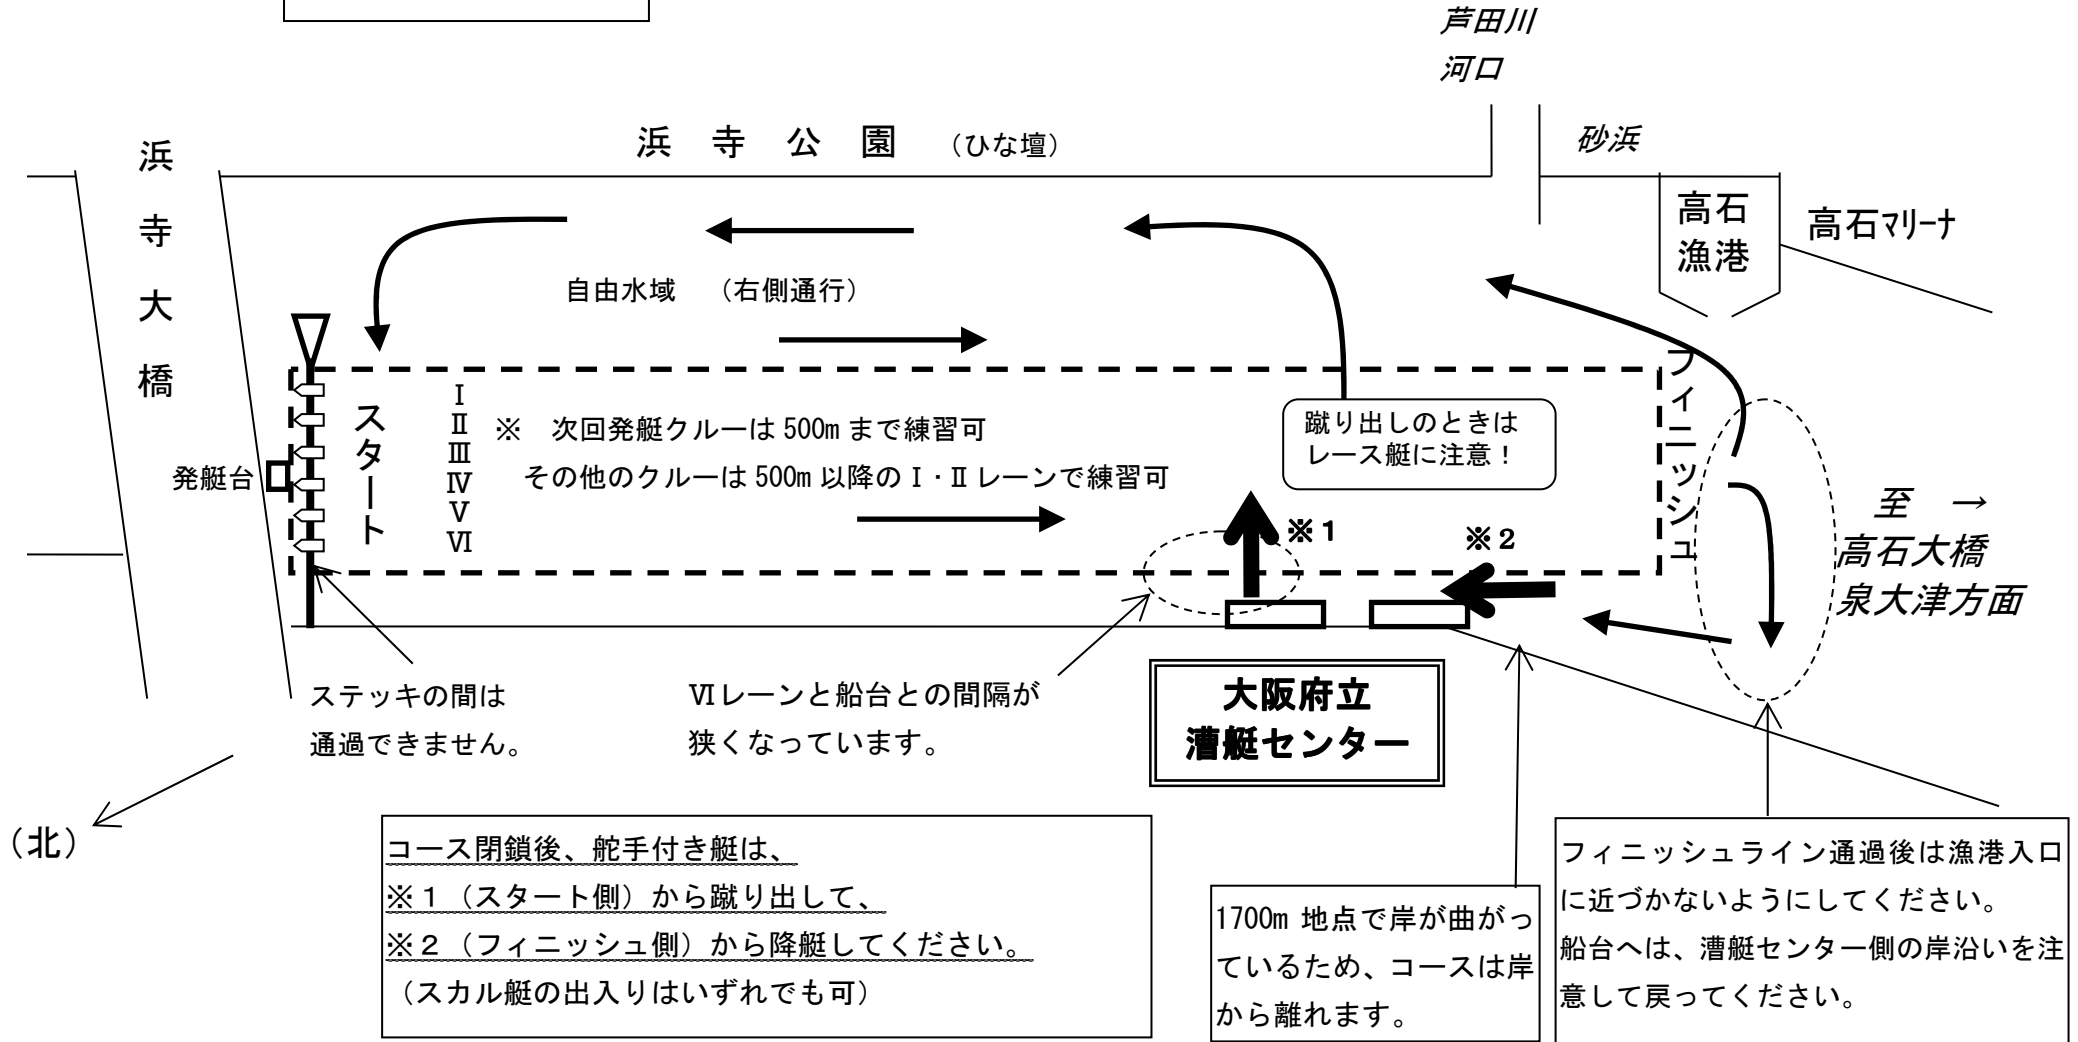 芦田川
河口
浜 寺 公 園 （ひな壇）
砂浜
浜寺大橋
高石
漁港
高石ﾏﾘｰﾅ
自由水域 （右側通行）
スタート
Ⅰ
Ⅱ
Ⅲ
Ⅳ
Ⅴ
Ⅵ
※ 次回発艇クルーは 500m まで練習可
その他のクルーは 500m 以降のⅠ・Ⅱレーンで練習可
発艇台
蹴り出しのときは
レース艇に注意！
フィニッシュ
※１
※２
至 →
高石大橋
泉大津方面
ステッキの間は
通過できません。
Ⅵレーンと船台との間隔が
狭くなっています。
大阪府立
漕艇センター
（北）
コース閉鎖後、舵手付き艇は、
※１（スタート側）から蹴り出して、
※２（フィニッシュ側）から降艇してください。
（スカル艇の出入りはいずれでも可）
1700m 地点で岸が曲がっ
ているため、コースは岸
から離れます。
フィニッシュライン通過後は漁港入口
に近づかないようにしてください。
船台へは、漕艇センター側の岸沿いを注
意して戻ってください。